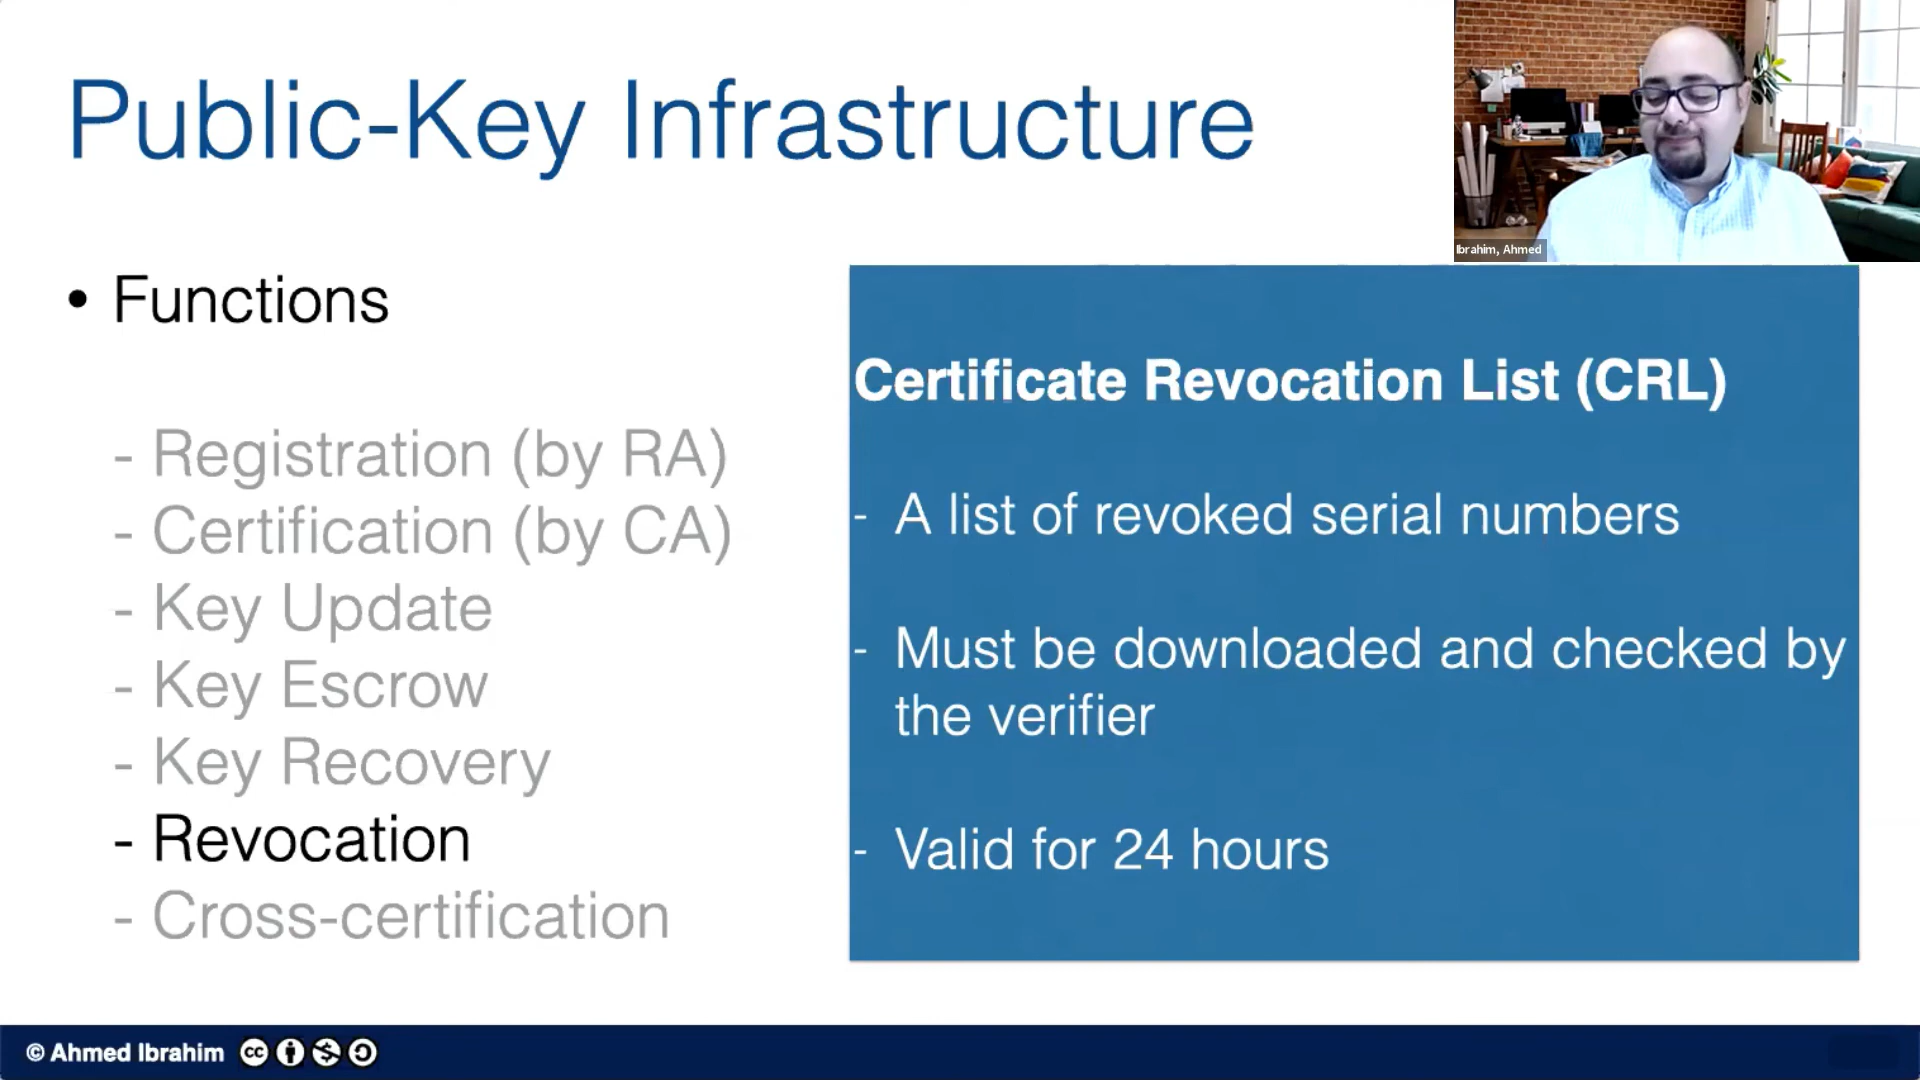 Public-Key Infrastructure
Ibrahim, Ahmed
• Functions
- Registration (by RA)
- Certification (by CA)
- Key Update
- Key Escrow
- Key Recovery
- Revocation
- Cross-certification
Certificate Revocation List (CRL)
- A list of revoked serial numbers
- Must be downloaded and checked by
the verifier
- Valid for 24 hours
© Ahmed Ibrahim
cc